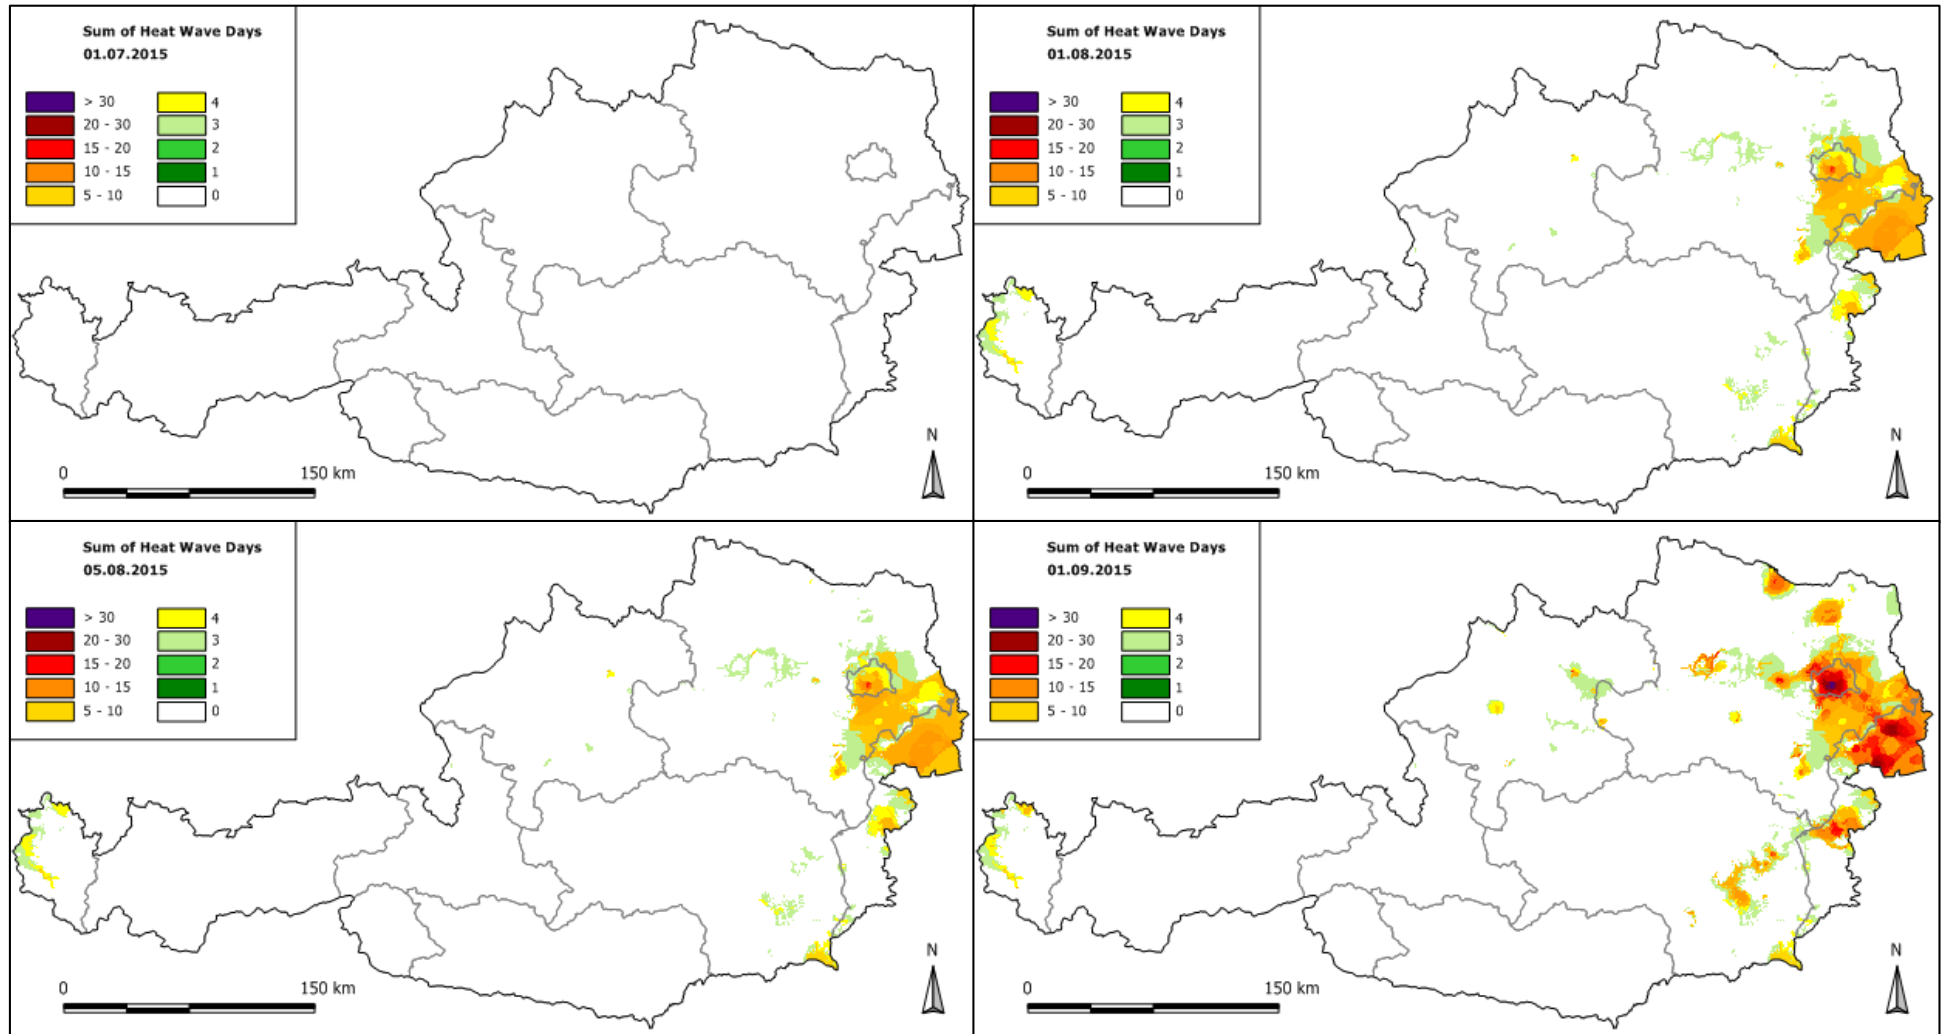 Sum of Heat Wave Days
01.07.2015
> 30 4
20 - 30 3
15 - 20 2
10 - 15 1
5 - 10 0
N
0 150 km
Sum of Heat Wave Days
01.08.2015
> 30 4
20 - 30 3
15 - 20 2
10 - 15 1
5 - 10 0
N
0 150 km
Sum of Heat Wave Days
05.08.2015
> 30 4
20 - 30 3
15 - 20 2
10 - 15 1
5 - 10 0
N
0 150 km
Sum of Heat Wave Days
01.09.2015
> 30 4
20 - 30 3
15 - 20 2
10 - 15 1
5 - 10 0
N
0 150 km